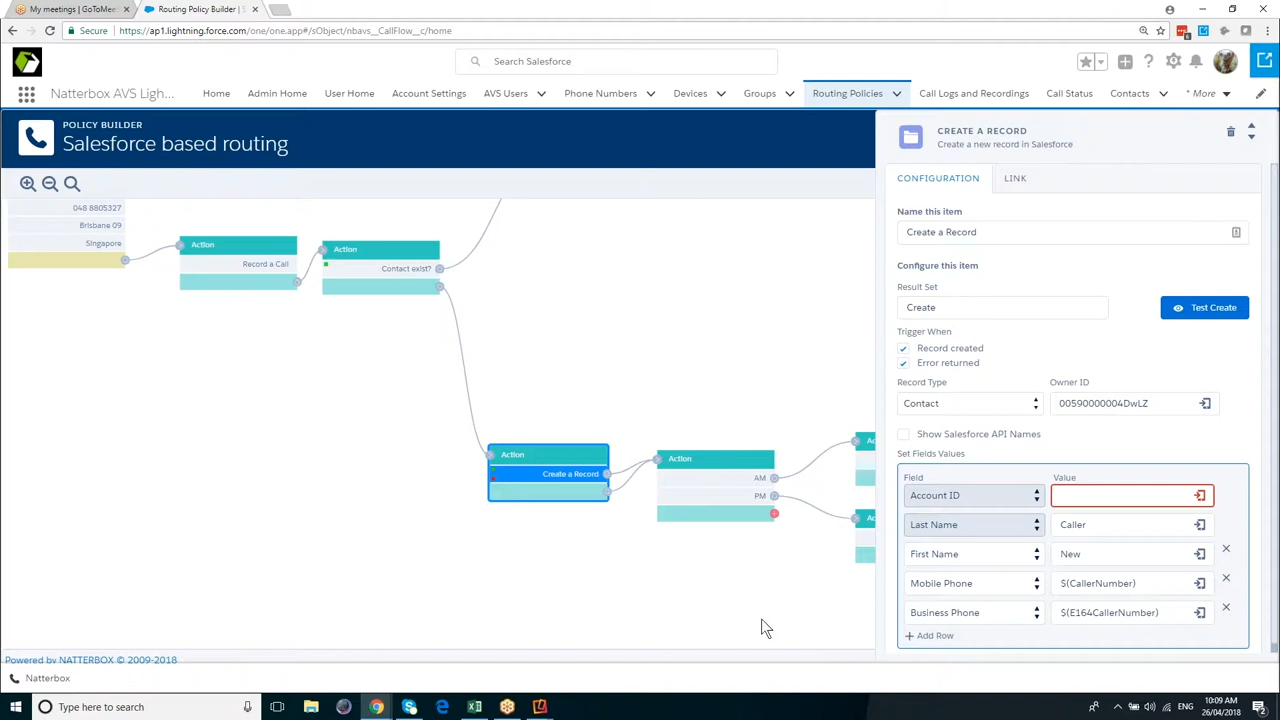 My meetings | GoToMee
Routing Policy Builder | S
Secure
https://ap1.lightning.force.com/one/one.app#/sObject/nbavs__CallFlow__c/home
Search Salesforce
Natterbox AVS Ligh...
Home
Admin Home
User Home
Account Settings
AVS Users
Phone Numbers
Devices
Groups
Routing Policies
Call Logs and Recordings
Call Status
Contacts
* More
POLICY BUILDER
Salesforce based routing
048 8805327
Brisbane 09
Singapore
Action
Record a Call
Action
Contact exist?
Action
Create a Record
Action
AM
PM
Ac
Ac
CREATE A RECORD
Create a new record in Salesforce
CONFIGURATION
LINK
Name this item
Create a Record
Configure this item
Result Set
Create
Test Create
Trigger When
Record created
Error returned
Record Type
Owner ID
Contact
00590000004DwLZ
Show Salesforce API Names
Set Fields Values
Field
Value
Account ID
Last Name
Caller
First Name
New
Mobile Phone
$(CallerNumber)
Business Phone
$(E164CallerNumber)
Add Row
Powered by NATTERBOX © 2009-2018
Natterbox
Type here to search
ENG
10:09 AM
26/04/2018
2